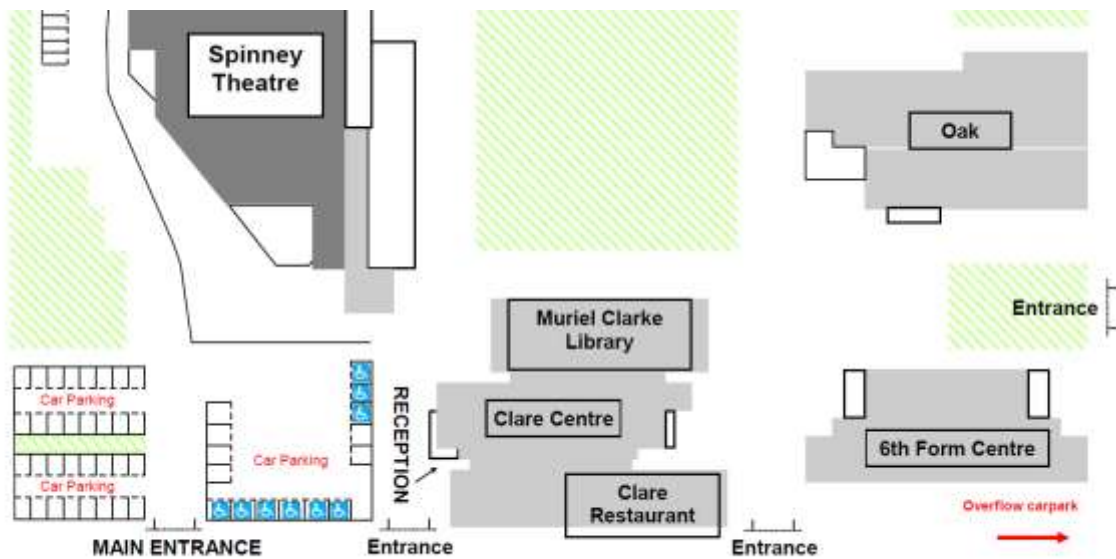 Spinney
Theatre
Oak
Entrance
Muriel Clarke
Library
Car Parking
RECEPTION
Clare Centre
6th Form Centre
Car Parking
Car Parking
Clare
Restaurant
Overflow carpark
MAIN ENTRANCE
Entrance
Entrance